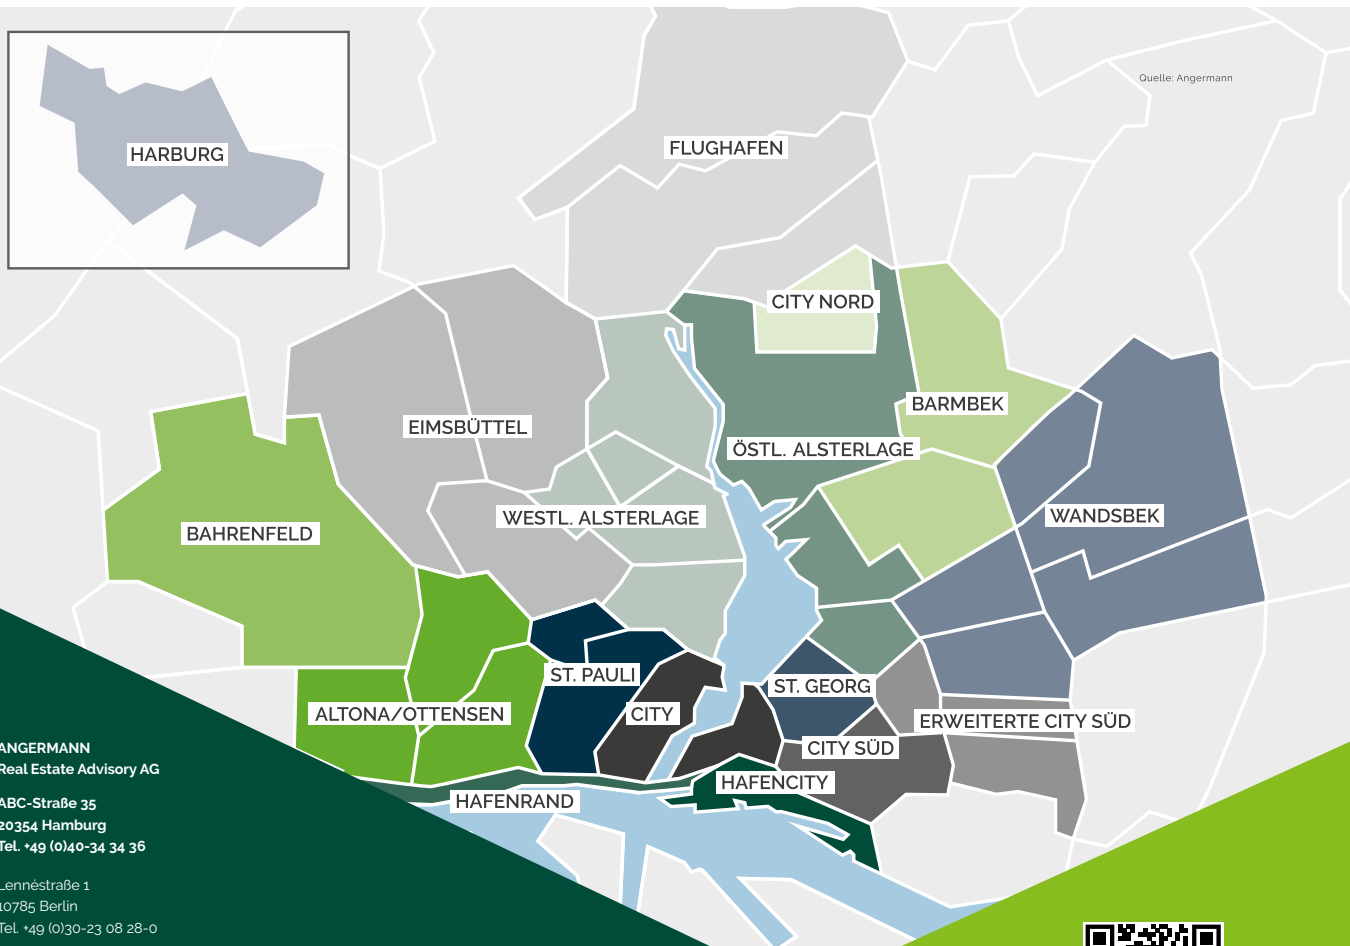 Quelle: Angermann
HARBURG
FLUGHAFEN
CITY NORD
BARMBEK
EIMSBÜTTEL
ÖSTL. ALSTERLAGE
WESTL. ALSTERLAGE
WANDSBEK
BAHRENFELD
ST. PAULI
ST. GEORG
ALTONA/OTTENSEN
CITY
ERWEITERTE CITY SÜD
CITY SÜD
HAFENCITY
HAFENRAND
ANGERMANN
Real Estate Advisory AG
ABC-Straße 35
20354 Hamburg
Tel. +49 (0)40-34 34 36
Lennéstraße 1
10785 Berlin
Tel. +49 (0)30-23 08 28-0